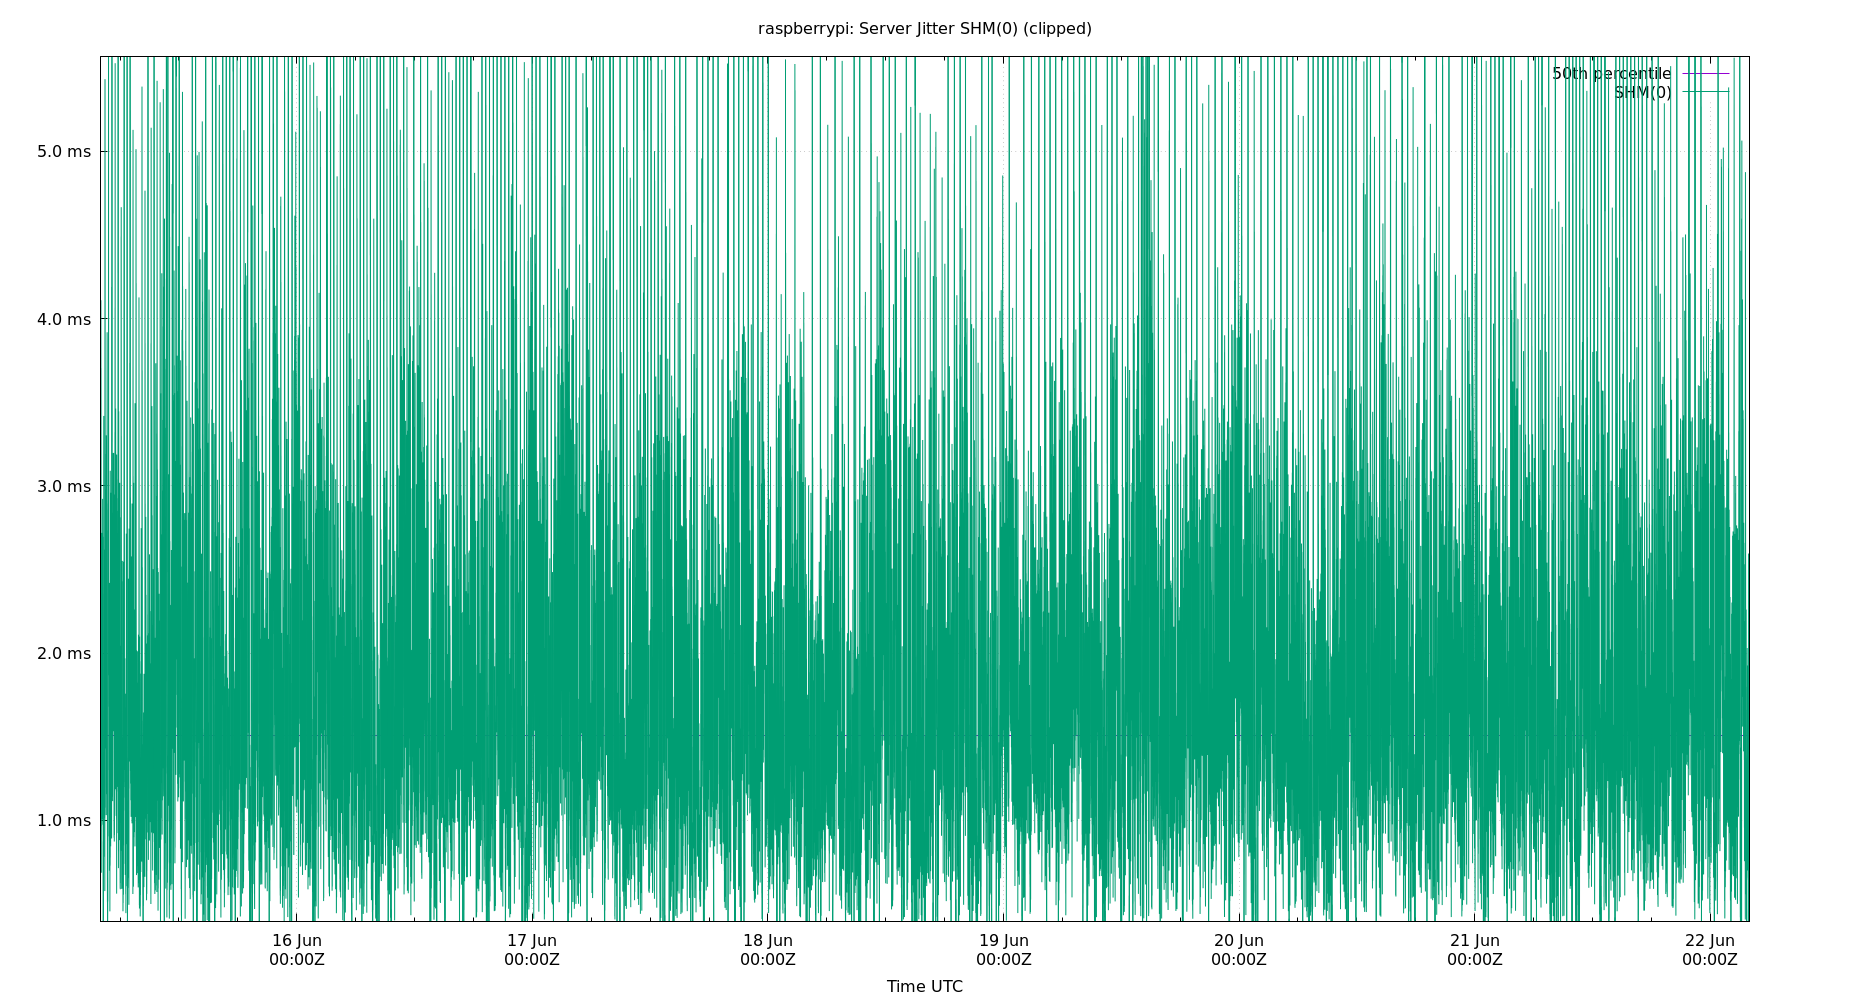 raspberrypi: Server Jitter SHM(0) (clipped)
50th percentile
SHM(0)
5.0 ms
4.0 ms
3.0 ms
2.0 ms
1.0 ms
16 Jun 17 Jun 18 Jun 19 Jun 20 Jun 21 Jun 22 Jun
00:00Z 00:00Z 00:00Z 00:00Z 00:00Z 00:00Z 00:00Z
Time UTC